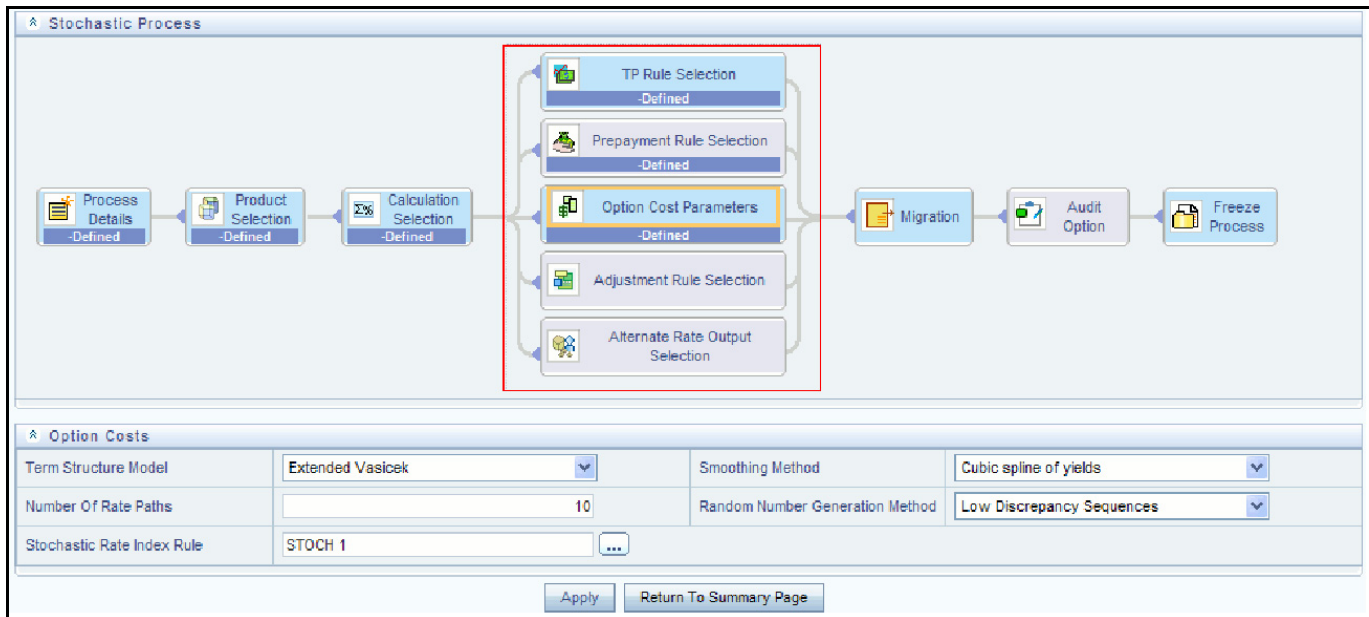 Stochastic Process
TP Rule Selection
-Defined
Prepayment Rule Selection
-Defined
Process
Details
-Defined
Product
Selection
-Defined
Σ%
Calculation
Selection
-Defined
Option Cost Parameters
-Defined
Migration
Audit
Option
Freeze
Process
Adjustment Rule Selection
Alternate Rate Output
Selection
Option Costs
Term Structure Model
Extended Vasicek
Smoothing Method
Cubic spline of yields
Number Of Rate Paths
10
Random Number Generation Method
Low Discrepancy Sequences
Stochastic Rate Index Rule
STOCH 1
...
Apply
Return To Summary Page